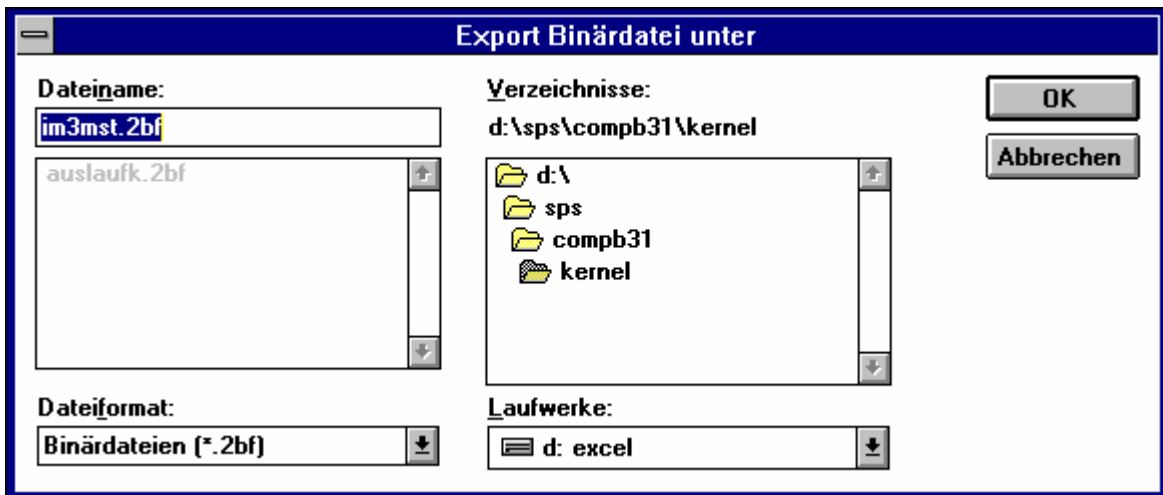 Export Binärdatei unter
Dateiname:
im3mst.2bf
auslaufk.2bf
Dateiformat:
Binärdateien (*.2bf)
Verzeichnisse:
d:\sps\compb31\kernel
d:\
sps
compb31
kernel
Laufwerke:
d: excel
OK
Abbrechen